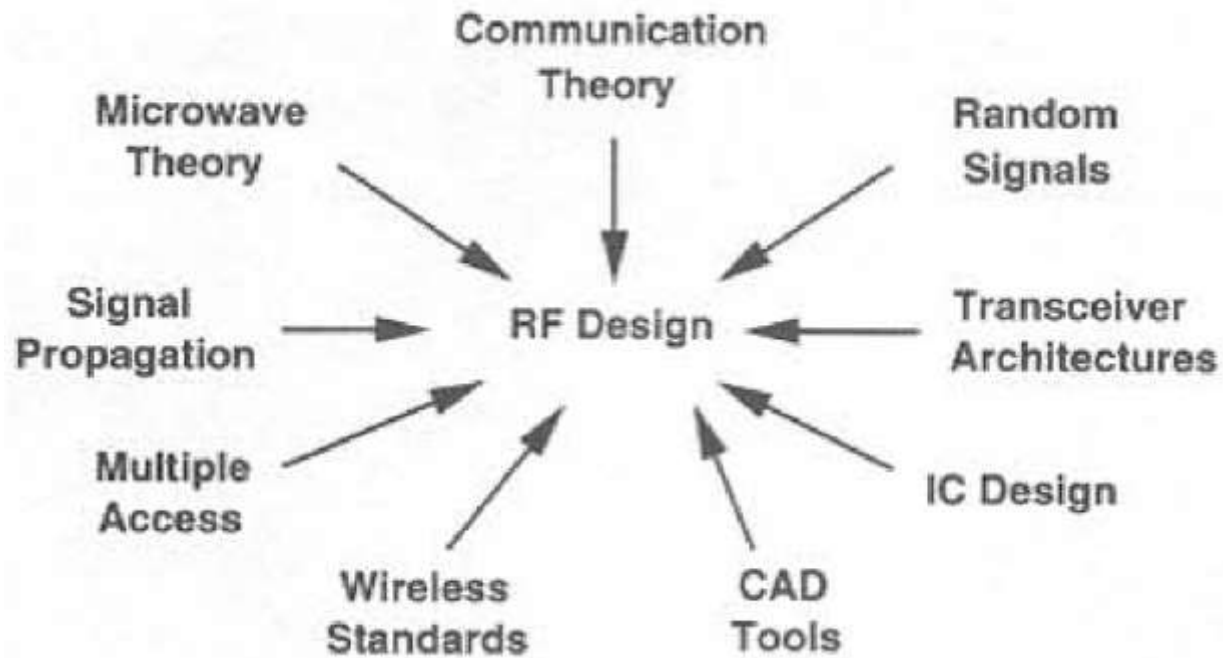 Communication
Theory
Microwave
Theory
Random
Signals
Signal
Propagation
RF Design
Transceiver
Architectures
Multiple
Access
IC Design
Wireless
Standards
CAD
Tools